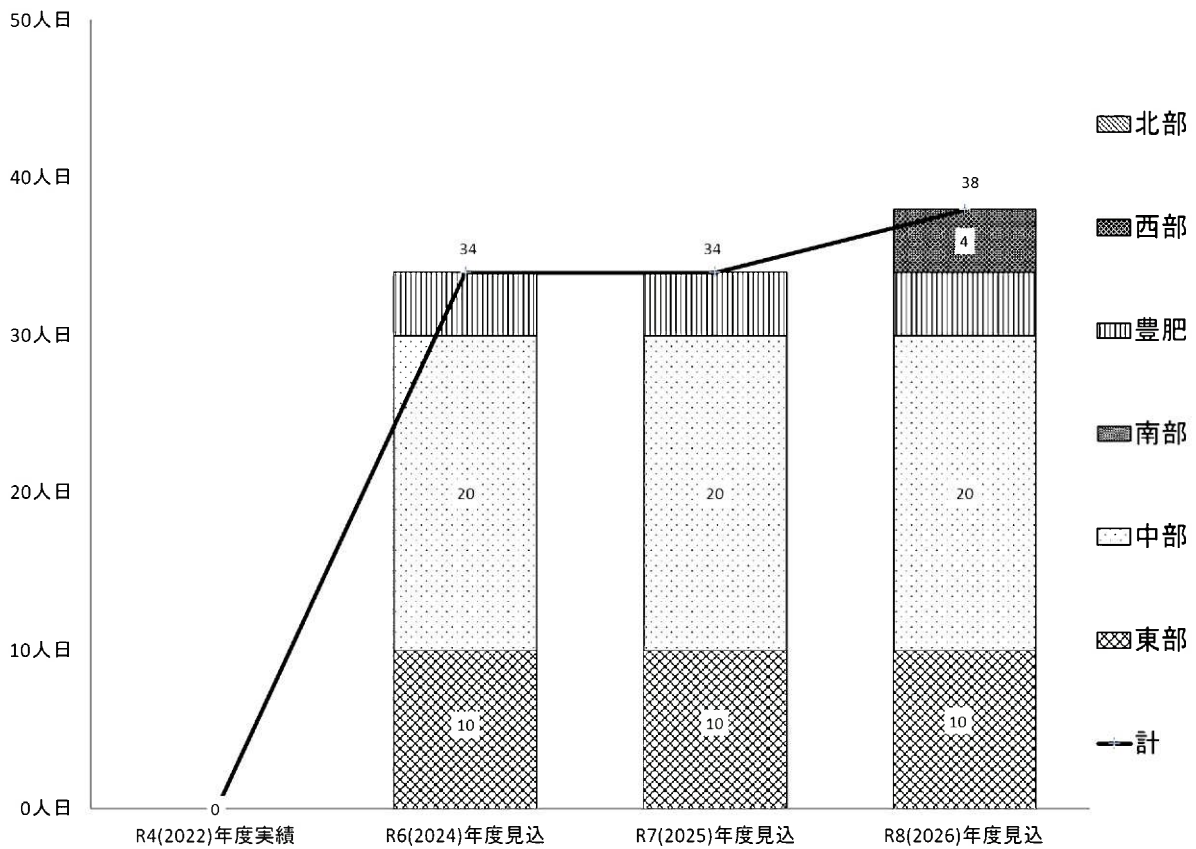 50人日
40人日
30人日
20人日
10人日
0人日
34
34
38
4
20
20
20
10
10
10
0
R4(2022)年度実績
R6(2024)年度見込
R7(2025)年度見込
R8(2026)年度見込
北部
西部
豊肥
南部
中部
東部
計